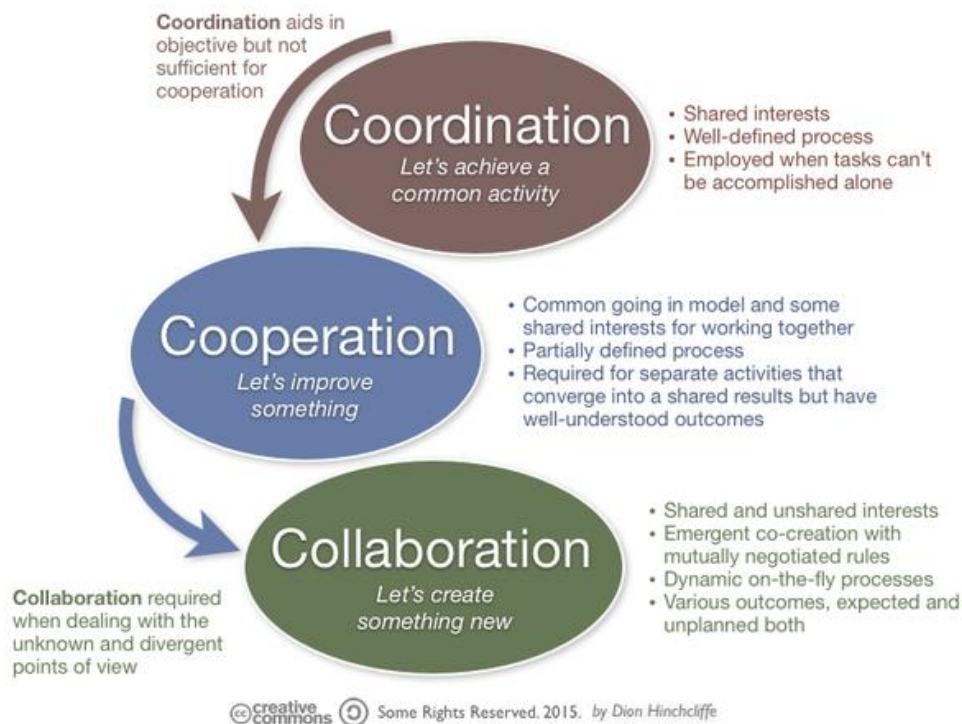 Coordination aids in
objective but not
sufficient for
cooperation
Coordination
Let's achieve a
common activity
• Shared interests
• Well-defined process
• Employed when tasks can't
be accomplished alone
Cooperation
Let's improve
something
• Common going in model and some
shared interests for working together
• Partially defined process
• Required for separate activities that
converge into a shared results but have
well-understood outcomes
Collaboration
Let's create
something new
• Shared and unshared interests
• Emergent co-creation with
mutually negotiated rules
• Dynamic on-the-fly processes
• Various outcomes, expected and
unplanned both
Collaboration required
when dealing with the
unknown and divergent
points of view
cc creative
commons
Some Rights Reserved. 2015. by Dion Hinchcliffe